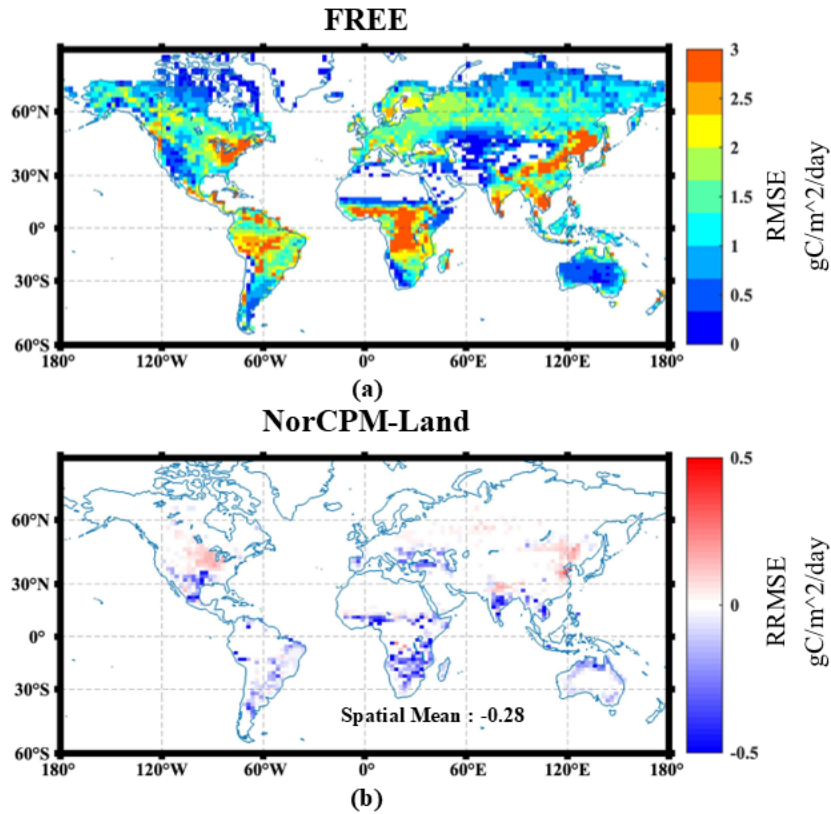 FREE
60°N
30°N
0°
30°S
60°S
180°
120°W
60°W
0°
60°E
120°E
180°
3
2.5
2
1.5
1
0.5
0
RMSE
gC/m^2/day
(a)
NorCPM-Land
60°N
30°N
0°
30°S
60°S
Spatial Mean : -0.28
180°
120°W
60°W
0°
60°E
120°E
180°
0.5
0
-0.5
RRMSE
gC/m^2/day
(b)